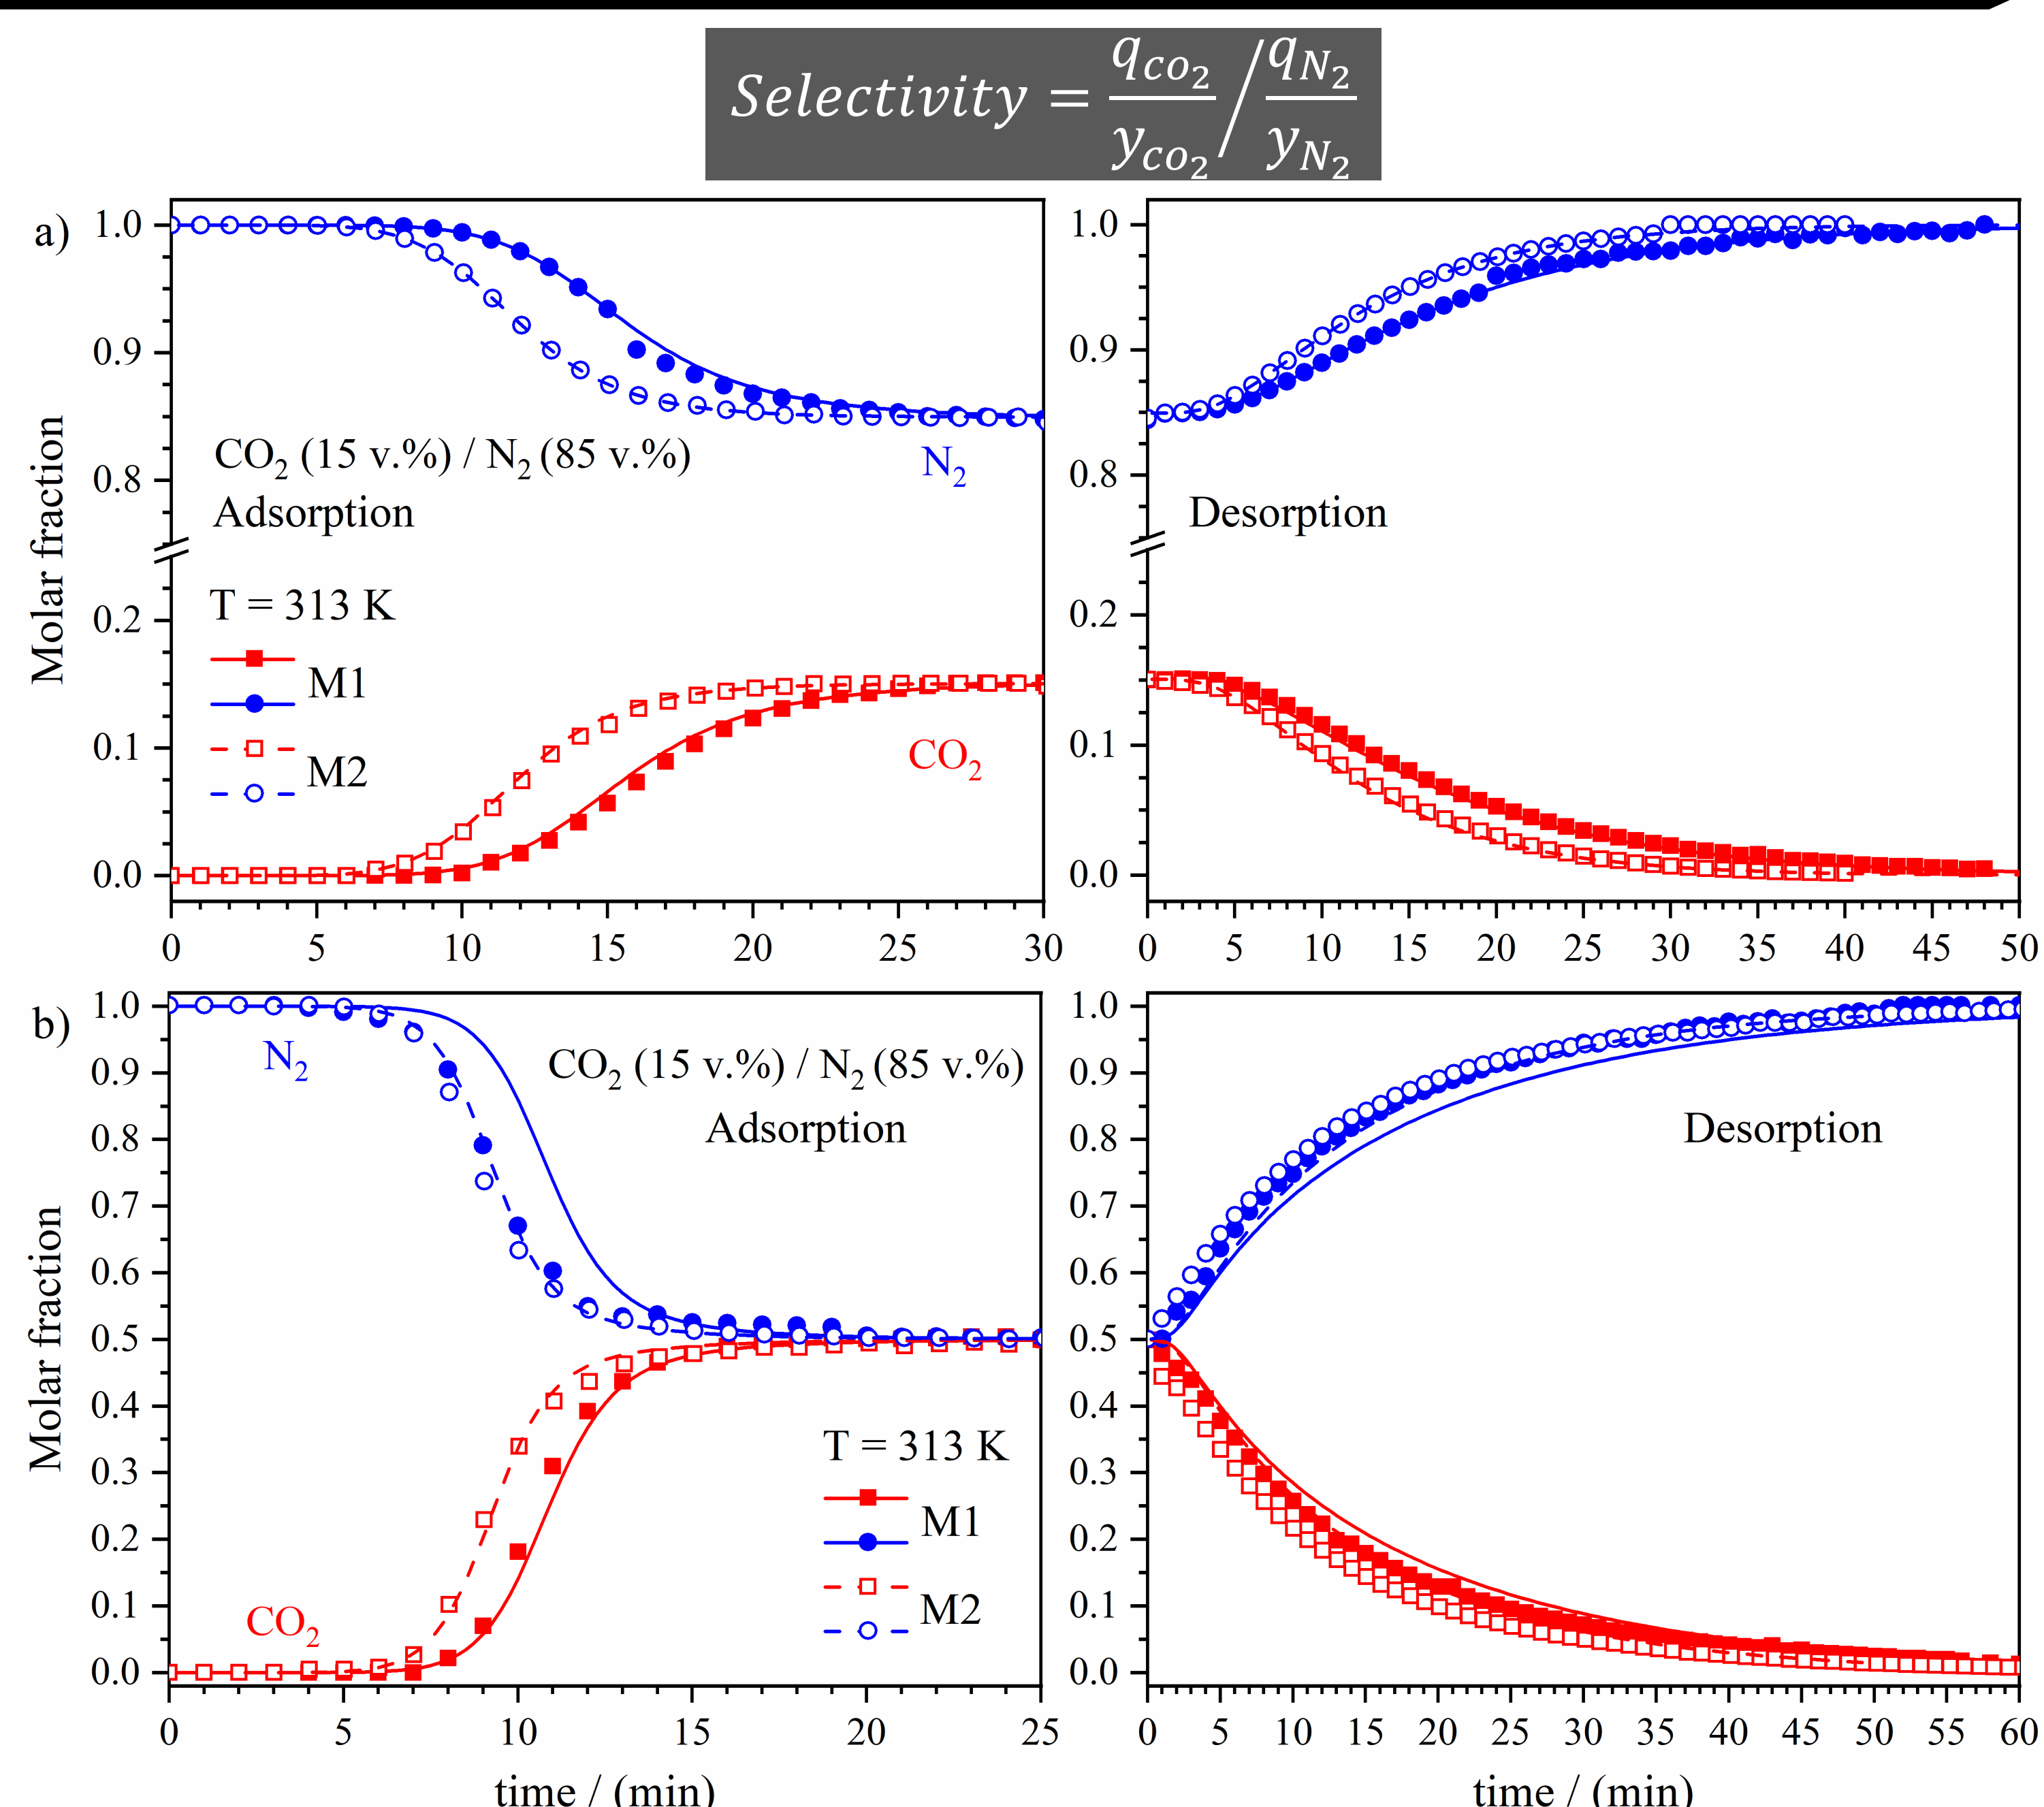 Selectivity = q_CO₂ / y_CO₂ / q_N₂ / y_N₂
a)
1.0
0.9
0.8
0.2
0.1
0.0
Molar fraction
CO₂ (15 v.%) / N₂ (85 v.%)
Adsorption
N₂
T = 313 K
M1
M2
CO₂
0 5 10 15 20 25 30
1.0
0.9
0.8
0.2
0.1
0.0
Desorption
0 5 10 15 20 25 30 35 40 45 50
b)
1.0
0.9
0.8
0.7
0.6
0.5
0.4
0.3
0.2
0.1
0.0
Molar fraction
N₂
CO₂ (15 v.%) / N₂ (85 v.%)
Adsorption
T = 313 K
M1
M2
CO₂
0 5 10 15 20 25
time / (min)
1.0
0.9
0.8
0.7
0.6
0.5
0.4
0.3
0.2
0.1
0.0
Desorption
0 5 10 15 20 25 30 35 40 45 50 55 60
time / (min)